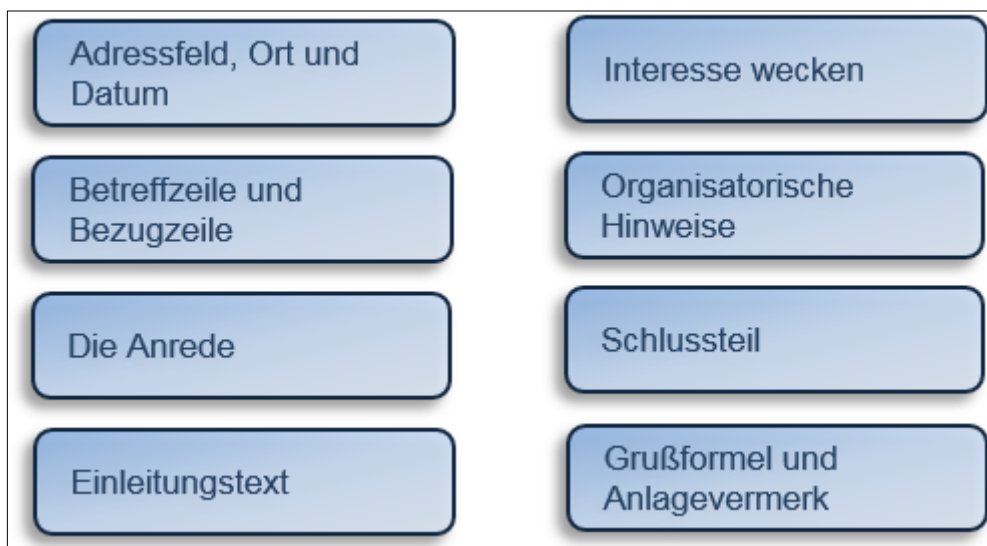 Adressfeld, Ort und
Datum
Betreffzeile und
Bezugzeile
Die Anrede
Einleitungstext
Interesse wecken
Organisatorische
Hinweise
Schlussteil
Grußformel und
Anlagevermerk